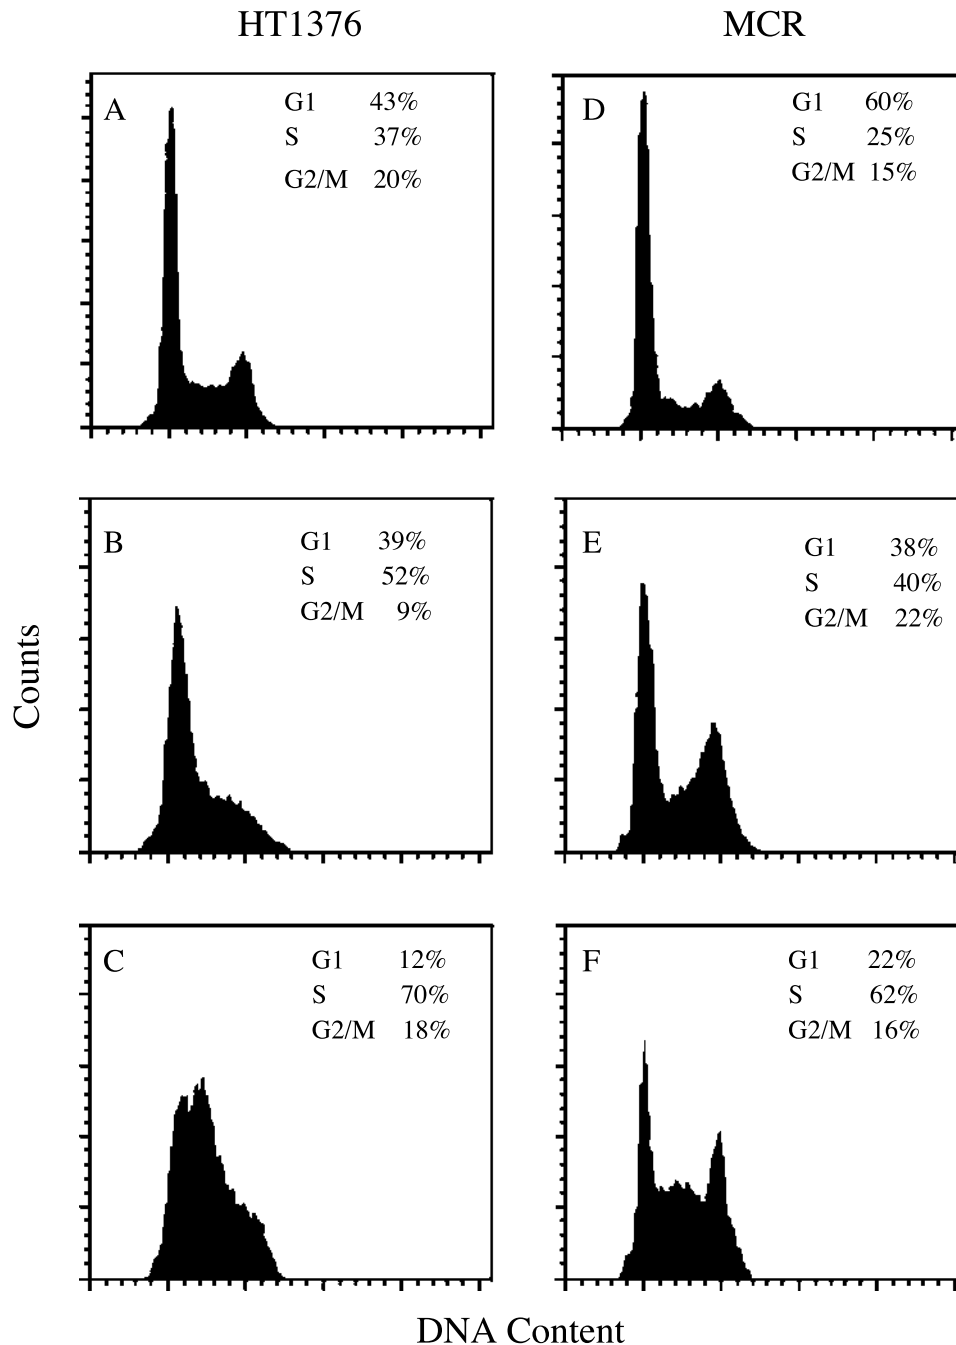 HT1376
MCR
A
G1 43%
S 37%
G2/M 20%
D
G1 60%
S 25%
G2/M 15%
B
G1 39%
S 52%
G2/M 9%
E
G1 38%
S 40%
G2/M 22%
C
G1 12%
S 70%
G2/M 18%
F
G1 22%
S 62%
G2/M 16%
Counts
DNA Content